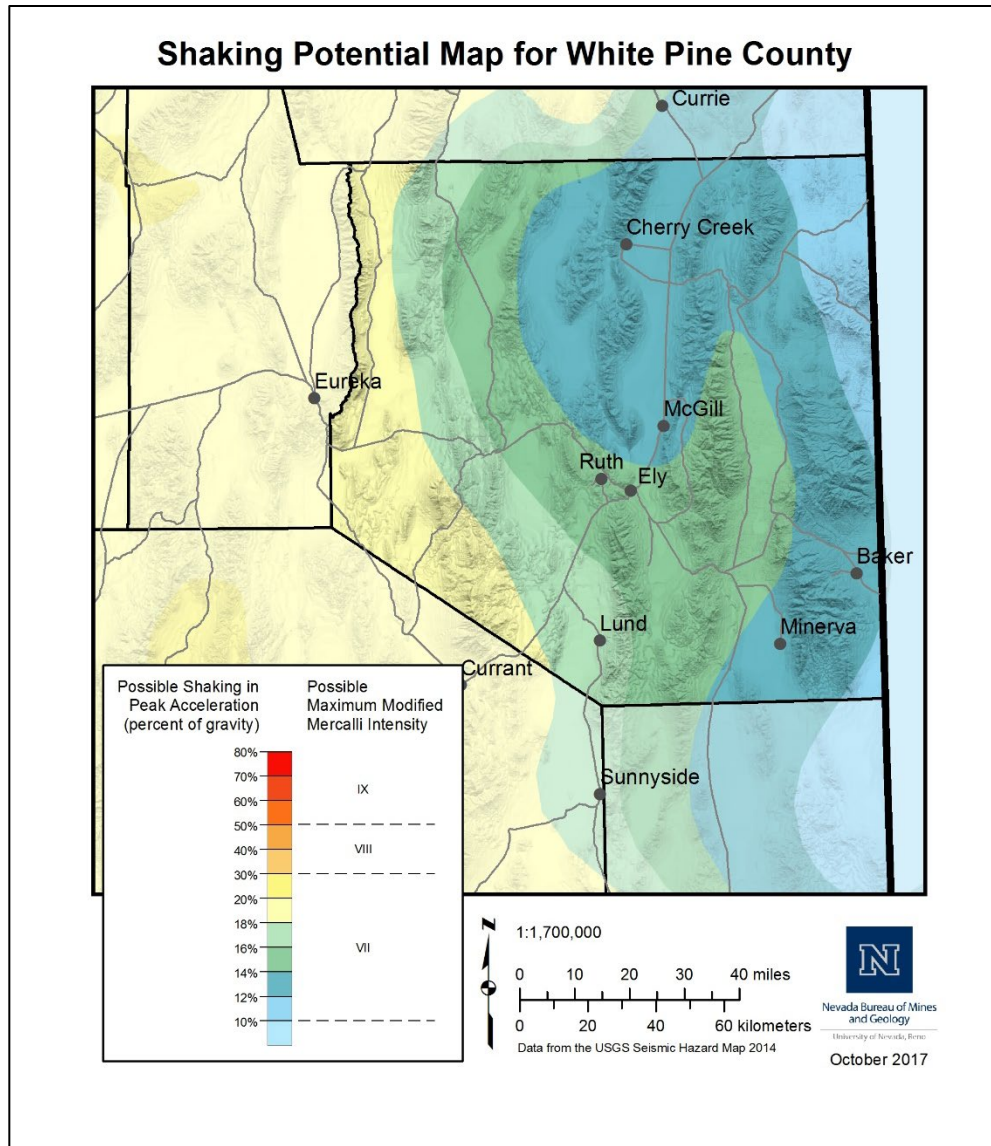 Shaking Potential Map for White Pine County
Currie
Cherry Creek
Eureka
McGill
Ruth
Ely
Baker
Lund
Minerva
Currant
Sunnyside
Possible Shaking in
Peak Acceleration
(percent of gravity)
Possible
Maximum Modified
Mercalli Intensity
80%
70%
60%
IX
50%
40%
VIII
30%
20%
18%
16%
VII
14%
12%
10%
N
1:1,700,000
0 10 20 30 40 miles
0 20 40 60 kilometers
Data from the USGS Seismic Hazard Map 2014
N
Nevada Bureau of Mines
and Geology
University of Nevada, Reno
October 2017